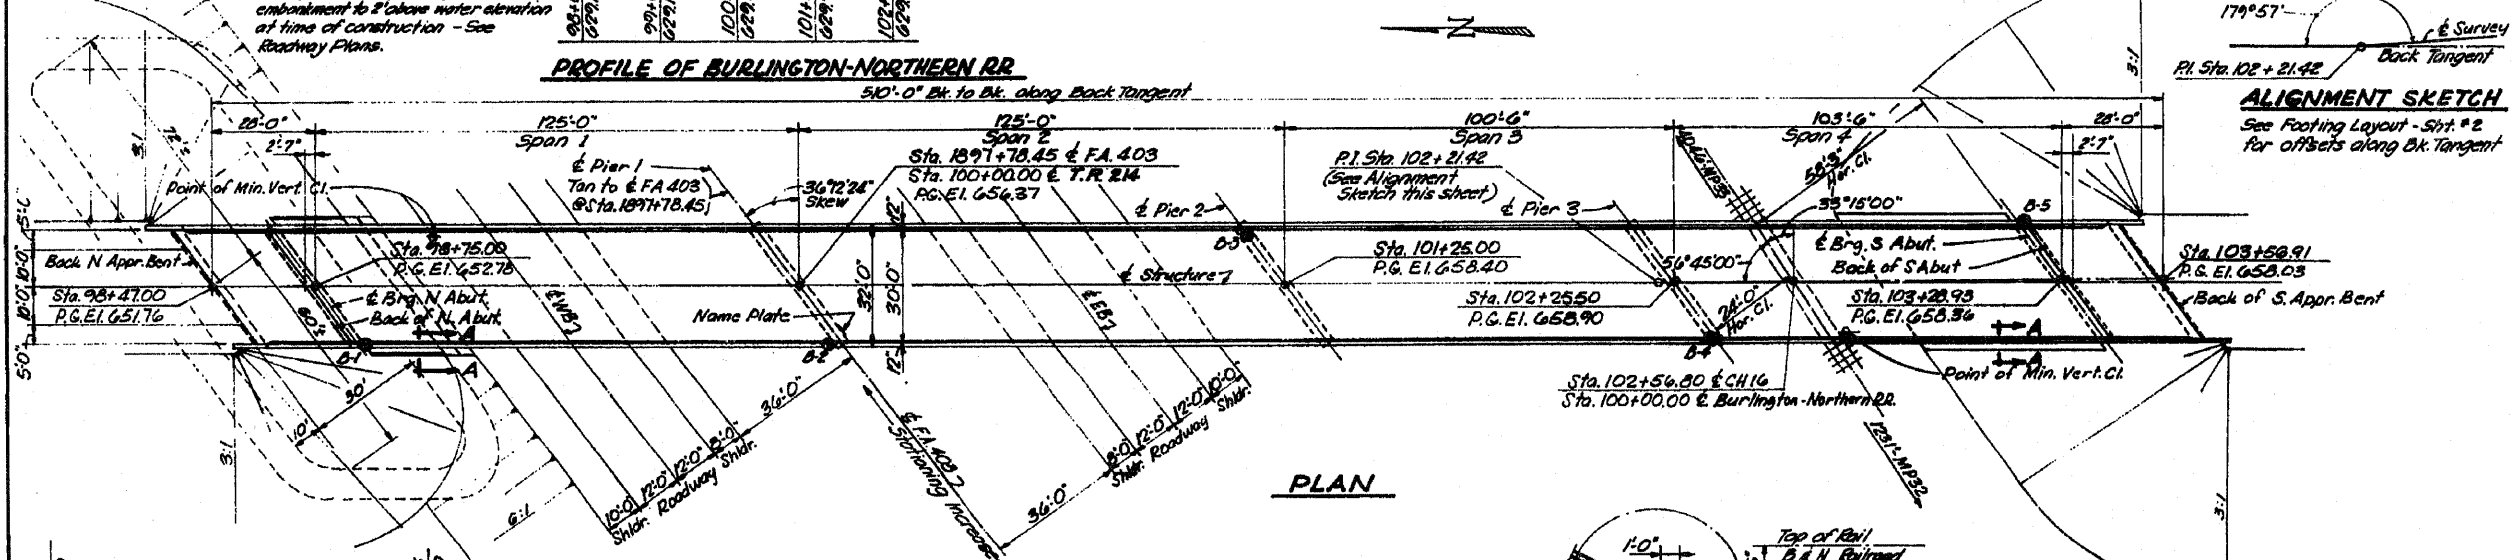 embankment to 2' above water elevation
at time of construction - See
Roadway Plans.
PROFILE OF BURLINGTON-NORTHERN RR
N
179°57'
℄ Survey
Back Tangent
P.I. Sta. 102+21.42
ALIGNMENT SKETCH
See Footing Layout - Sht. #2
for offsets along Bk. Tangent
510'-0" Bk. to Bk. along Back Tangent
28'-0"
125'-0"
125'-0"
100'-6"
103'-6"
28'-0"
Span 1
Span 2
Span 3
Span 4
2'-7"
2'-7"
3:1
3:1
℄ Pier 1
Tan to ℄ FA 403
@Sta. 1897+78.45
36°12'24"
Skew
Sta. 1897+78.45 ℄ FA. 403
Sta. 100+00.00 ℄ T.R. 214
P.G. El. 656.37
P.I. Sta. 102+21.42
(See Alignment
Sketch this sheet)
Point of Min. Vert. Cl.
℄ Pier 2
℄ Pier 3
Hor. Cl.
33°15'00"
B-5
B-3
Back N Appr. Bent
Sta. 98+75.00
P.G. El. 652.78
Sta. 101+25.00
P.G. El. 658.40
56°45'00"
℄ Brg. S Abut.
Back of S Abut
Sta. 103+56.91
P.G. El. 658.03
Back of S. Appr. Bent
℄ Structure
Sta. 98+47.00
P.G. El. 651.76
℄ Brg. N Abut.
Back of N. Abut.
℄ WB
℄ EB
Name Plate
32'-0"
30'-0"
12"
12"
10'-0"
10'-0"
5'-0"
Sta. 102+25.50
P.G. El. 658.90
24'-0"
Hor. Cl.
Sta. 103+28.93
P.G. El. 658.36
B-1
A
A
B-2
B-4
A
A
Point of Min. Vert. Cl.
Sta. 102+56.80 ℄ CH 16
Sta. 100+00.00 ℄ Burlington-Northern R.R.
30'
10'
3:1
6:1
10'-0"
12'-0"
12'-0"
8'-0"
36'-0"
Shldr. Roadway Shldr.
℄ FA. 403
Stationing Increase
36'-0"
8'-0"
12'-0"
12'-0"
10'-0"
Shldr. Roadway Shldr.
PLAN
3:1
1'-0"
Top of Rail
B & N Railroad